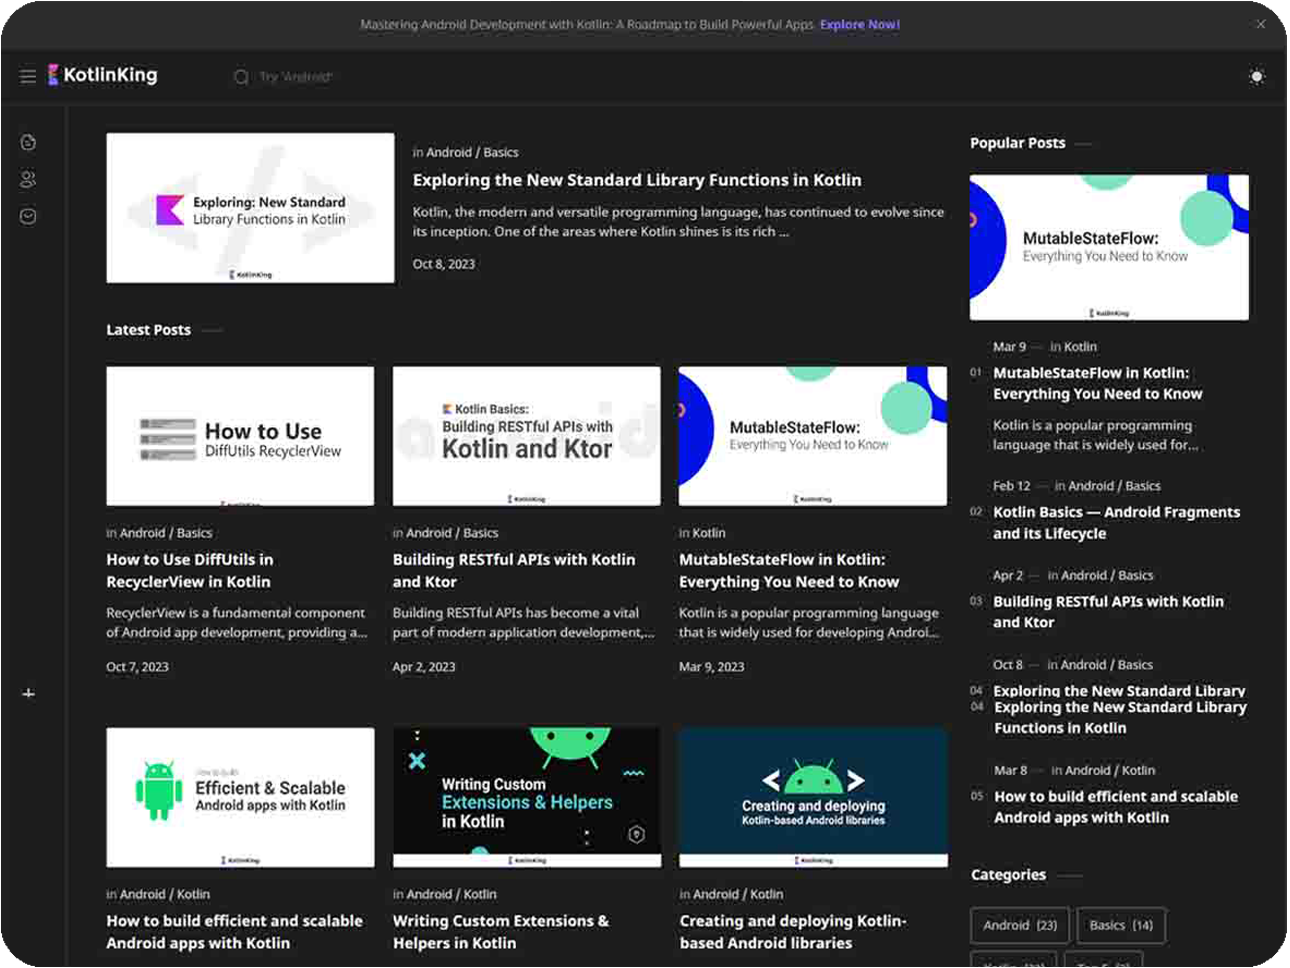 Mastering Android Development with Kotlin: A Roadmap to Build Powerful Apps Explore Now!
KotlinKing
Try 'Android'
Exploring: New Standard
Library Functions in Kotlin
KotlinKing
in Android / Basics
Exploring the New Standard Library Functions in Kotlin
Kotlin, the modern and versatile programming language, has continued to evolve since
its inception. One of the areas where Kotlin shines is its rich ...
Oct 8, 2023
Latest Posts
How to Use
DiffUtils RecyclerView
KotlinKing
in Android / Basics
How to Use DiffUtils in
RecyclerView in Kotlin
RecyclerView is a fundamental component
of Android app development, providing a...
Oct 7, 2023
android
Kotlin Basics:
Building RESTful APIs with
Kotlin and Ktor
KotlinKing
in Android / Basics
Building RESTful APIs with Kotlin
and Ktor
Building RESTful APIs has become a vital
part of modern application development,...
Apr 2, 2023
MutableStateFlow:
Everything You Need to Know
KotlinKing
in Kotlin
MutableStateFlow in Kotlin:
Everything You Need to Know
Kotlin is a popular programming language
that is widely used for developing Androi...
Mar 9, 2023
How to build
Efficient & Scalable
Android apps with Kotlin
KotlinKing
in Android / Kotlin
How to build efficient and scalable
Android apps with Kotlin
Writing Custom
Extensions & Helpers
in Kotlin
KotlinKing
in Android / Kotlin
Writing Custom Extensions &
Helpers in Kotlin
Creating and deploying
Kotlin-based Android libraries
KotlinKing
in Android / Kotlin
Creating and deploying Kotlin-
based Android libraries
Popular Posts
MutableStateFlow:
Everything You Need to Know
KotlinKing
Mar 9 — in Kotlin
01 MutableStateFlow in Kotlin:
Everything You Need to Know
Kotlin is a popular programming
language that is widely used for...
Feb 12 — in Android / Basics
02 Kotlin Basics — Android Fragments
and its Lifecycle
Apr 2 — in Android / Basics
03 Building RESTful APIs with Kotlin
and Ktor
Oct 8 — in Android / Basics
04 Exploring the New Standard Library
04 Exploring the New Standard Library
Functions in Kotlin
Mar 8 — in Android / Kotlin
05 How to build efficient and scalable
Android apps with Kotlin
Categories
Android (23) Basics (14)